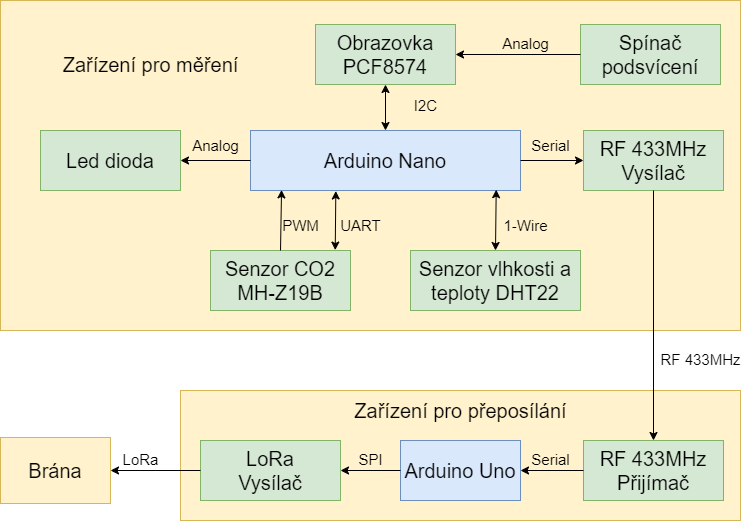 Zařízení pro měření
Obrazovka
PCF8574
Analog
Spínač
podsvícení
I2C
Led dioda
Analog
Arduino Nano
Serial
RF 433MHz
Vysílač
PWM
UART
1-Wire
Senzor CO2
MH-Z19B
Senzor vlhkosti a
teploty DHT22
RF 433MHz
Zařízení pro přeposílání
Brána
LoRa
LoRa
Vysílač
SPI
Arduino Uno
Serial
RF 433MHz
Přijímač